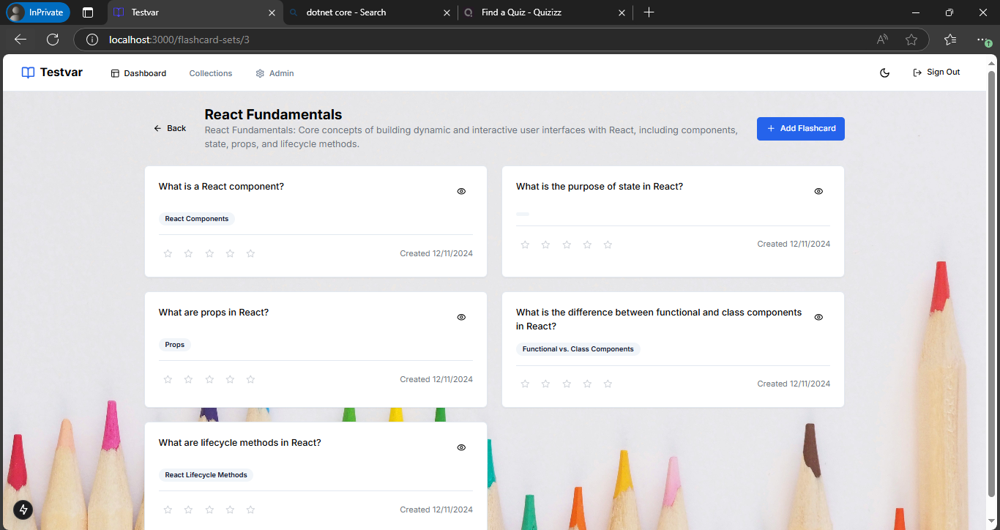 InPrivate
Testvar
dotnet core - Search
Find a Quiz - Quizizz
localhost:3000/flashcard-sets/3
Testvar
Dashboard
Collections
Admin
Sign Out
Back
React Fundamentals
React Fundamentals: Core concepts of building dynamic and interactive user interfaces with React, including components,
state, props, and lifecycle methods.
Add Flashcard
What is a React component?
React Components
Created 12/11/2024
What is the purpose of state in React?
Created 12/11/2024
What are props in React?
Props
Created 12/11/2024
What is the difference between functional and class components
in React?
Functional vs. Class Components
Created 12/11/2024
What are lifecycle methods in React?
React Lifecycle Methods
Created 12/11/2024